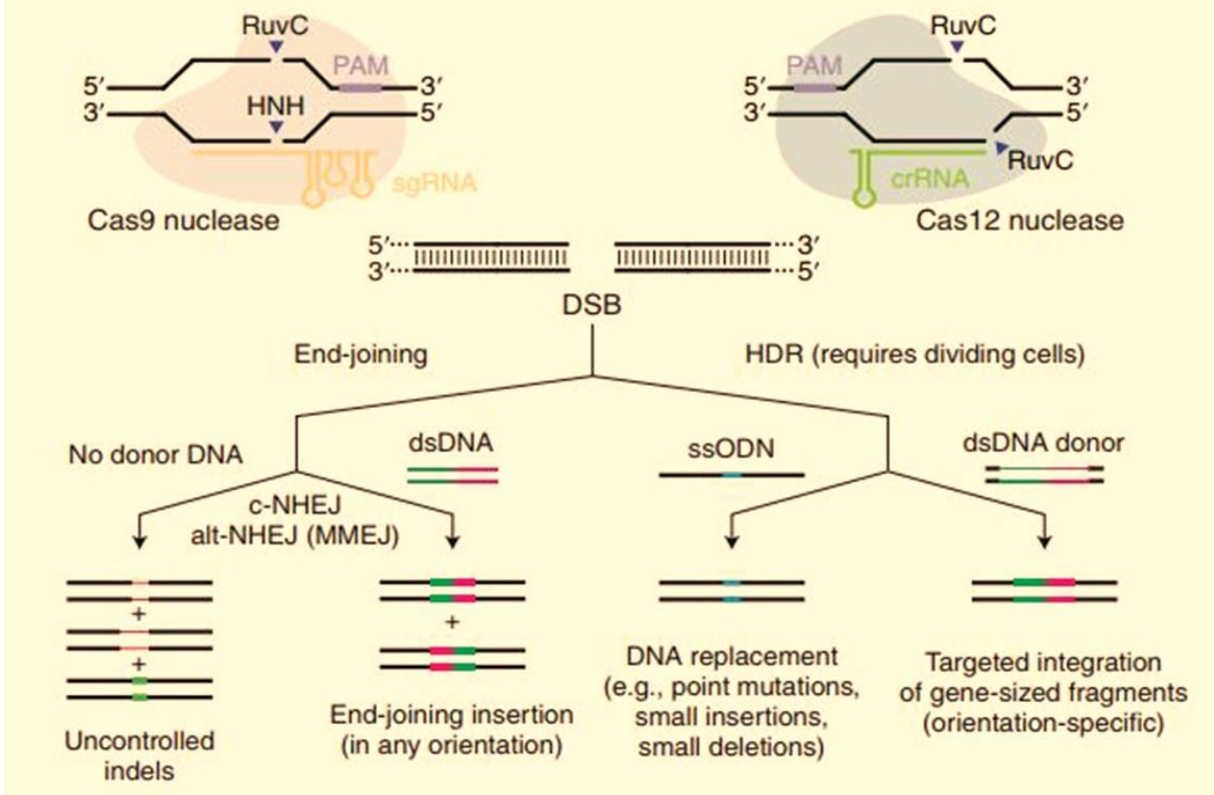 RuvC
PAM
5′ 3′
HNH
3′ 5′
sgRNA
Cas9 nuclease
RuvC
PAM
5′ 3′
3′ 5′
RuvC
crRNA
Cas12 nuclease
5′ 3′
3′ 5′
DSB
End-joining
HDR (requires dividing cells)
No donor DNA
dsDNA
ssODN
dsDNA donor
c-NHEJ
alt-NHEJ (MMEJ)
+
+
+
Uncontrolled
indels
End-joining insertion
(in any orientation)
DNA replacement
(e.g., point mutations,
small insertions,
small deletions)
Targeted integration
of gene-sized fragments
(orientation-specific)